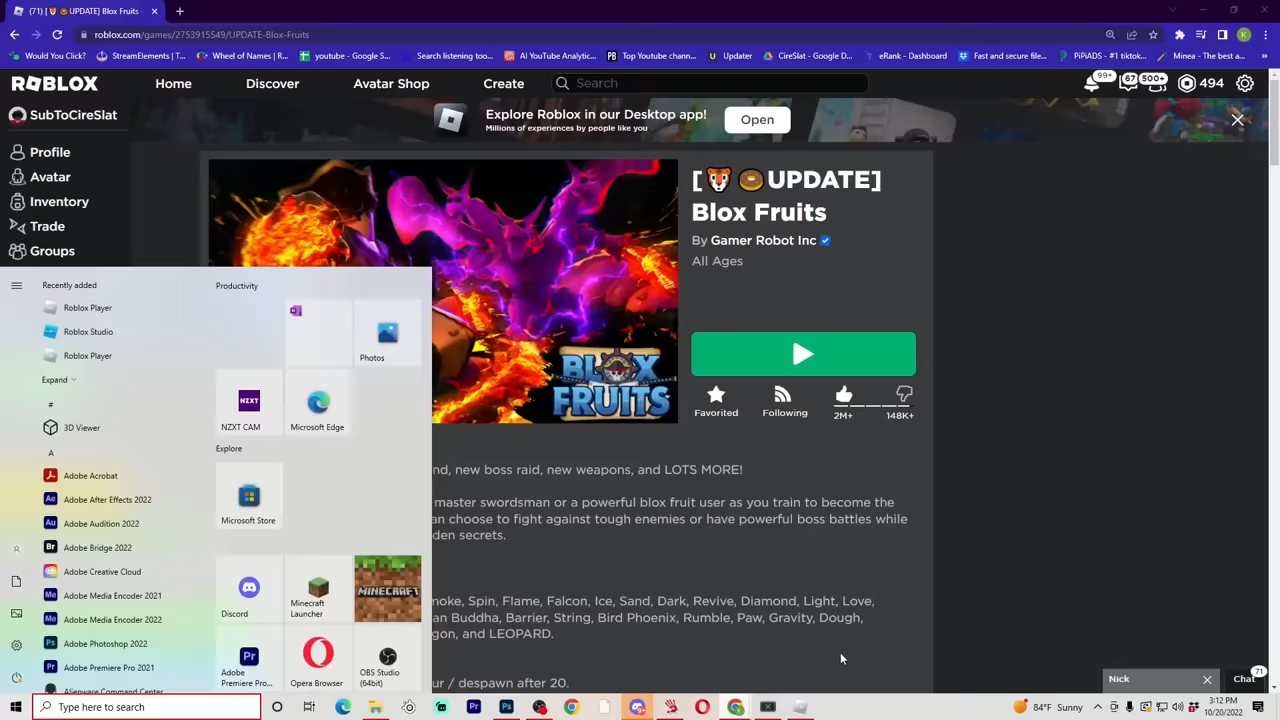 (71) [🐯🍩UPDATE] Blox Fruits
roblox.com/games/2753915549/UPDATE-Blox-Fruits
Would You Click?
StreamElements |...
Wheel of Names | R...
youtube - Google S...
Search listening too...
AI YouTube Analytic...
Top Youtube chann...
Updater
CireSlat - Google D...
eRank - Dashboard
Fast and secure file...
PiPiADS - #1 tiktok...
Minea - The best p...
ROBLOX
Home
Discover
Avatar Shop
Create
Search
99+
67
500+
494
SubToCireSlat
Profile
Avatar
Inventory
Trade
Groups
Explore Roblox in our Desktop app!
Millions of experiences by people like you
Open
BLOX
FRUITS
[🐯🍩UPDATE]
Blox Fruits
By Gamer Robot Inc
All Ages
Favorited
Following
2M+
148K+
nd, new boss raid, new weapons, and LOTS MORE!
master swordsman or a powerful blox fruit user as you train to become the
an choose to fight against tough enemies or have powerful boss battles while
den secrets.
moke, Spin, Flame, Falcon, Ice, Sand, Dark, Revive, Diamond, Light, Love,
an Buddha, Barrier, String, Bird Phoenix, Rumble, Paw, Gravity, Dough,
gon, and LEOPARD.
ur / despawn after 20.
Recently added
Roblox Player
Roblox Studio
Roblox Player
Expand
#
3D Viewer
A
Adobe Acrobat
Adobe After Effects 2022
Adobe Audition 2022
Adobe Bridge 2022
Adobe Creative Cloud
Adobe Media Encoder 2021
Adobe Media Encoder 2022
Adobe Photoshop 2022
Adobe Premiere Pro 2021
Alienware Command Center
Productivity
Photos
NZXT
NZXT CAM
Microsoft Edge
Explore
Microsoft Store
Discord
Minecraft
Launcher
MINECRAFT
Adobe
Premiere Pro...
Opera Browser
OBS Studio
(64bit)
Nick
Chat
71
Type here to search
84°F Sunny
3:12 PM
10/20/2022